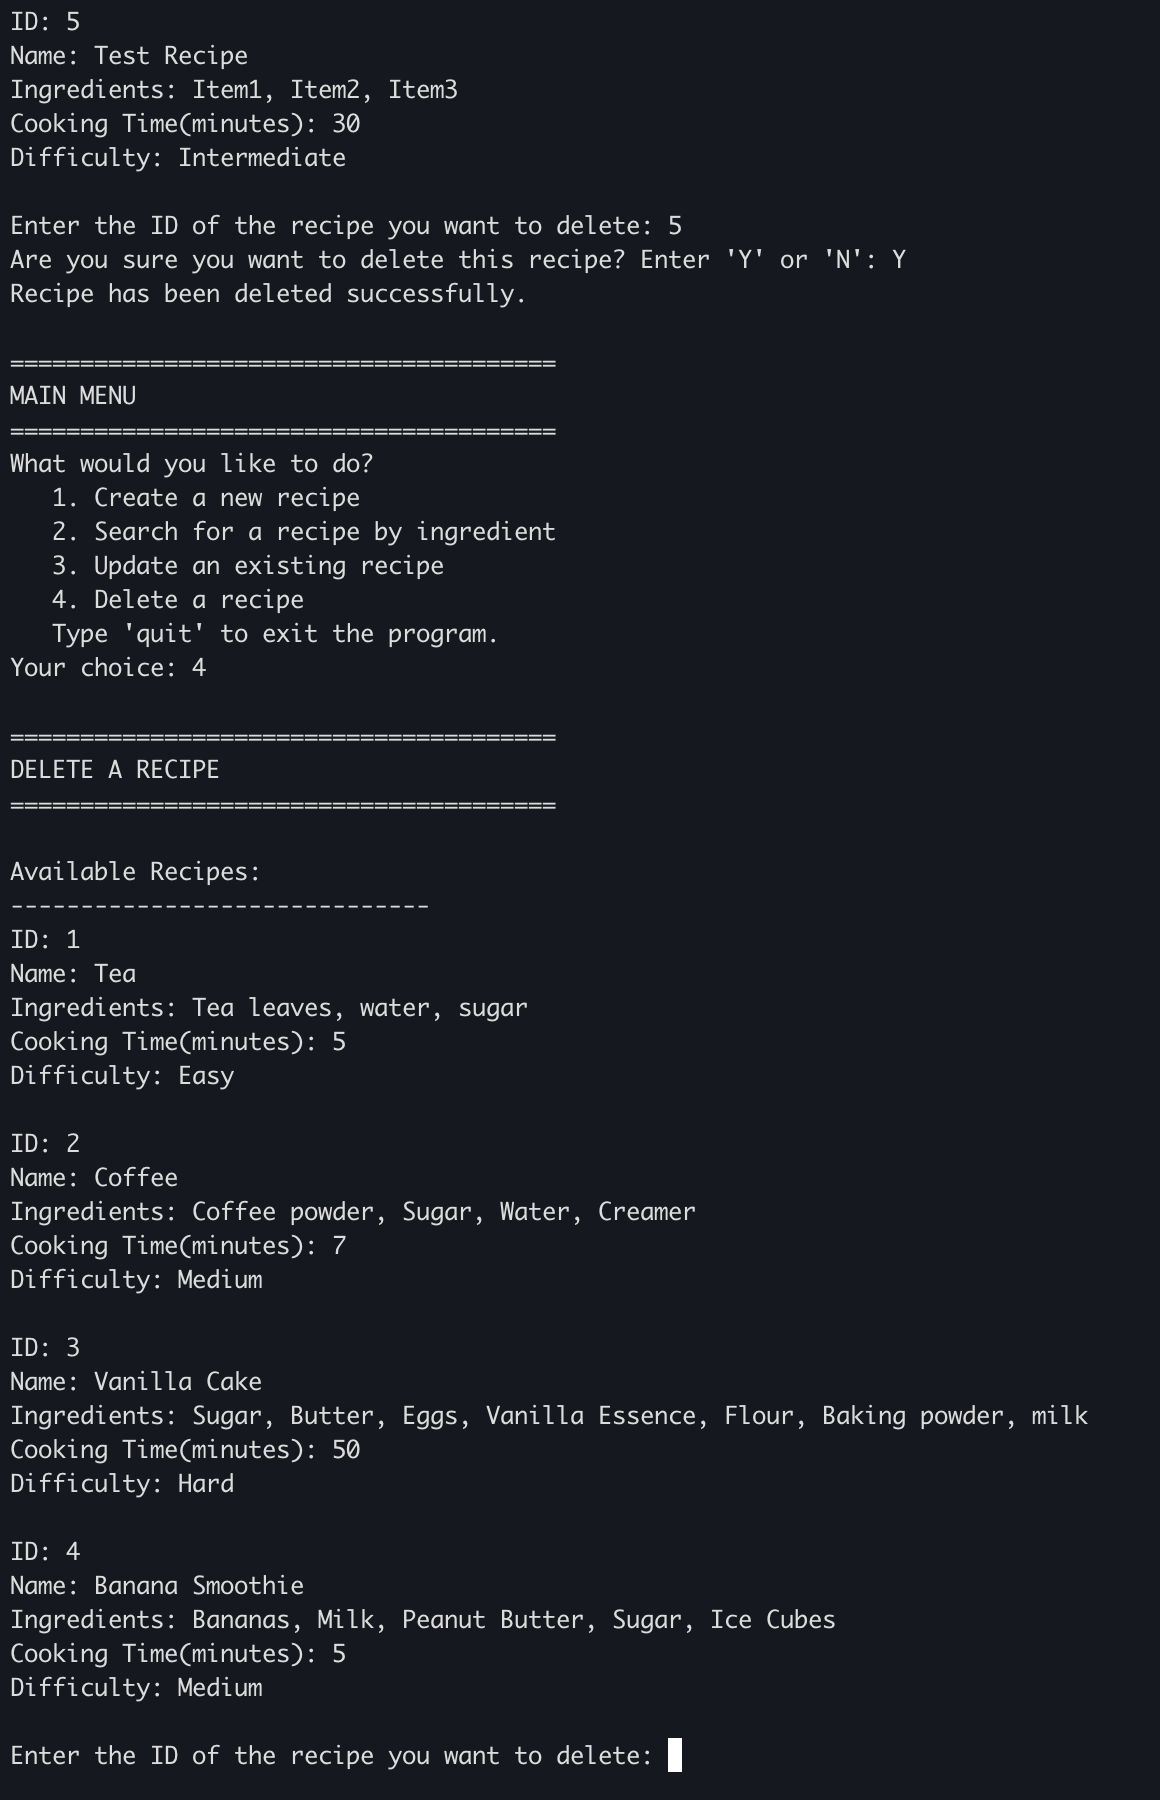 ID: 5
Name: Test Recipe
Ingredients: Item1, Item2, Item3
Cooking Time(minutes): 30
Difficulty: Intermediate

Enter the ID of the recipe you want to delete: 5
Are you sure you want to delete this recipe? Enter 'Y' or 'N': Y
Recipe has been deleted successfully.

=======================================
MAIN MENU
=======================================
What would you like to do?
   1. Create a new recipe
   2. Search for a recipe by ingredient
   3. Update an existing recipe
   4. Delete a recipe
   Type 'quit' to exit the program.
Your choice: 4

=======================================
DELETE A RECIPE
=======================================

Available Recipes:
------------------------------
ID: 1
Name: Tea
Ingredients: Tea leaves, water, sugar
Cooking Time(minutes): 5
Difficulty: Easy

ID: 2
Name: Coffee
Ingredients: Coffee powder, Sugar, Water, Creamer
Cooking Time(minutes): 7
Difficulty: Medium

ID: 3
Name: Vanilla Cake
Ingredients: Sugar, Butter, Eggs, Vanilla Essence, Flour, Baking powder, milk
Cooking Time(minutes): 50
Difficulty: Hard

ID: 4
Name: Banana Smoothie
Ingredients: Bananas, Milk, Peanut Butter, Sugar, Ice Cubes
Cooking Time(minutes): 5
Difficulty: Medium

Enter the ID of the recipe you want to delete: